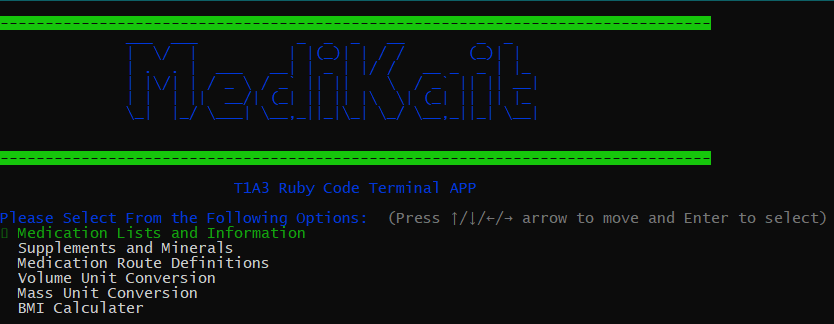 MediKait
T1A3 Ruby Code Terminal APP
Please Select From the Following Options:  (Press ↑/↓/←/→ arrow to move and Enter to select)
Medication Lists and Information
Supplements and Minerals
Medication Route Definitions
Volume Unit Conversion
Mass Unit Conversion
BMI Calculater